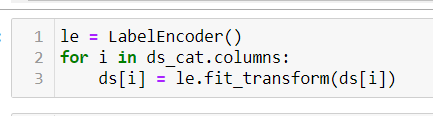 1 le = LabelEncoder()
2 for i in ds_cat.columns:
3     ds[i] = le.fit_transform(ds[i])